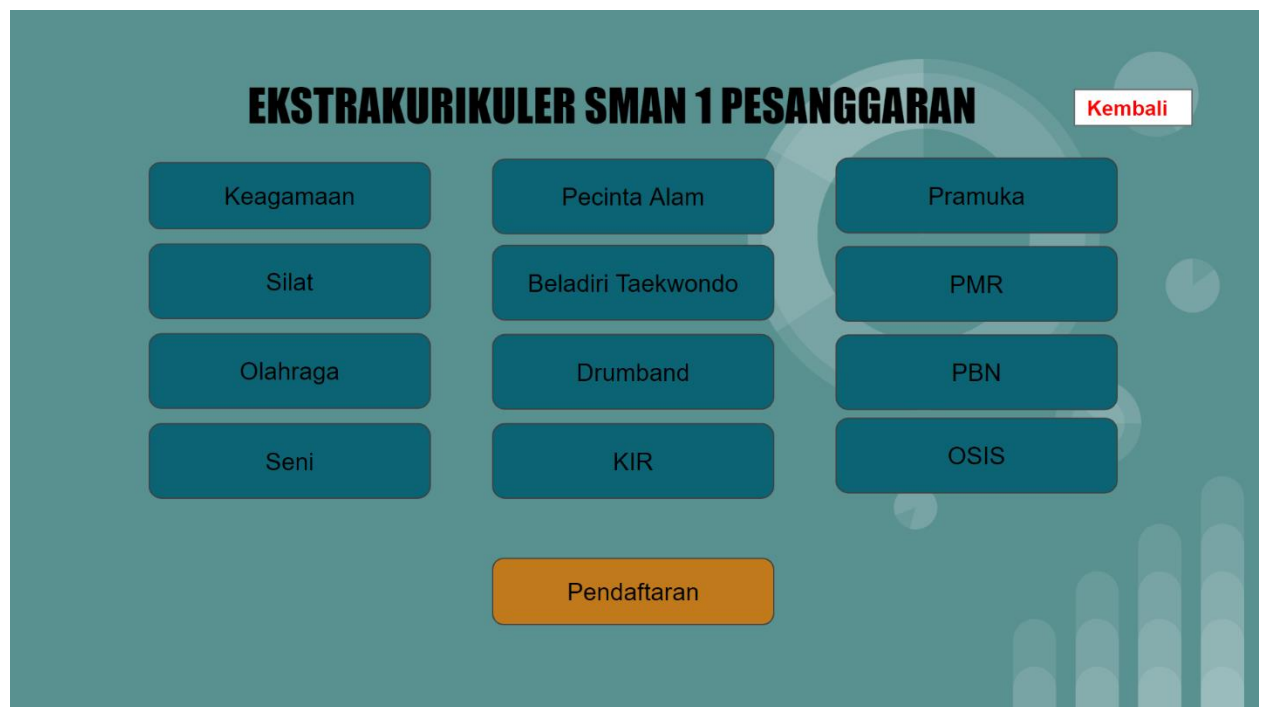 EKSTRAKURIKULER SMAN 1 PESANGGARAN
Kembali
Keagamaan
Pecinta Alam
Pramuka
Silat
Beladiri Taekwondo
PMR
Olahraga
Drumband
PBN
Seni
KIR
OSIS
Pendaftaran